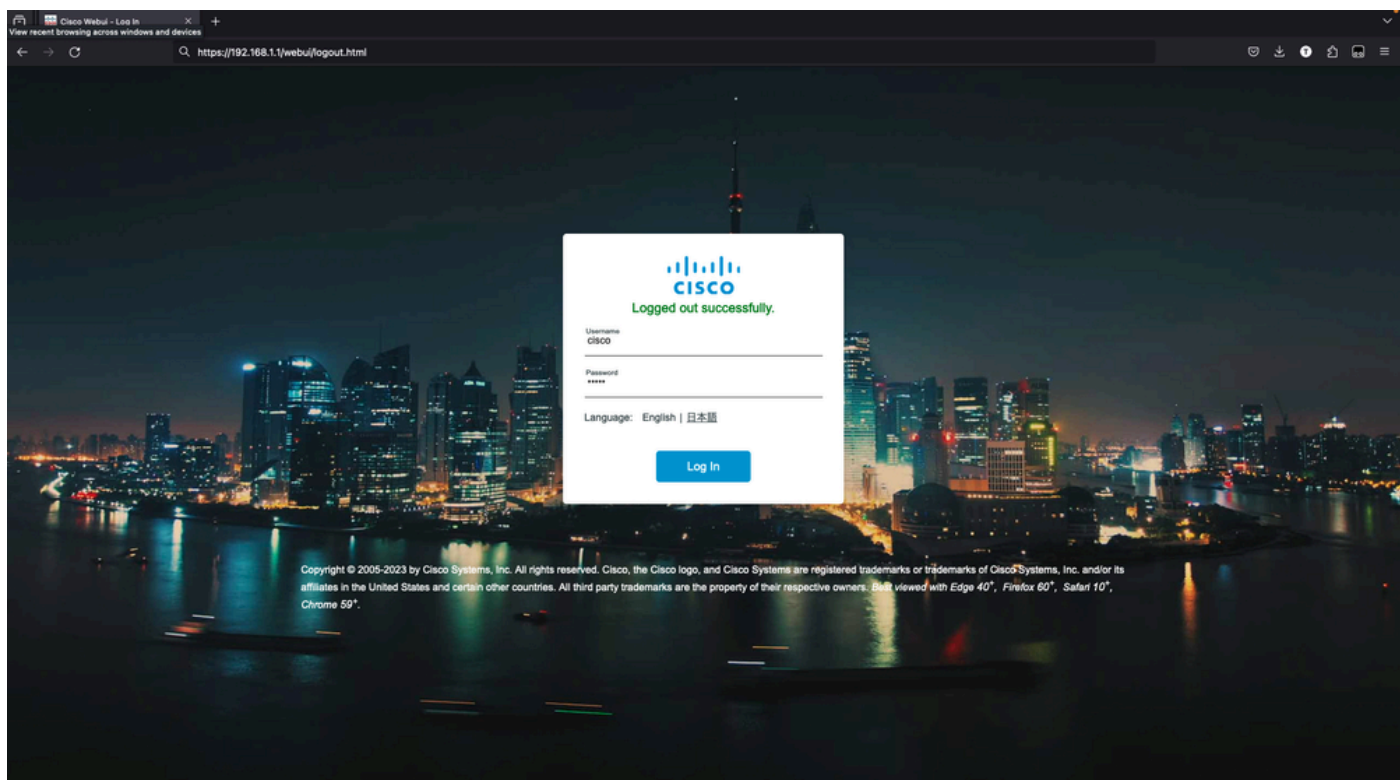 Cisco Webui - Log In
View recent browsing across windows and devices
https://192.168.1.1/webui/logout.html
CISCO
Logged out successfully.
Username
cisco
Password
•••••
Language: English | 日本語
Log In
Copyright © 2005-2023 by Cisco Systems, Inc. All rights reserved. Cisco, the Cisco logo, and Cisco Systems are registered trademarks or trademarks of Cisco Systems, Inc. and/or its
affiliates in the United States and certain other countries. All third party trademarks are the property of their respective owners. Best viewed with Edge 40+, Firefox 60+, Safari 10+,
Chrome 59+.